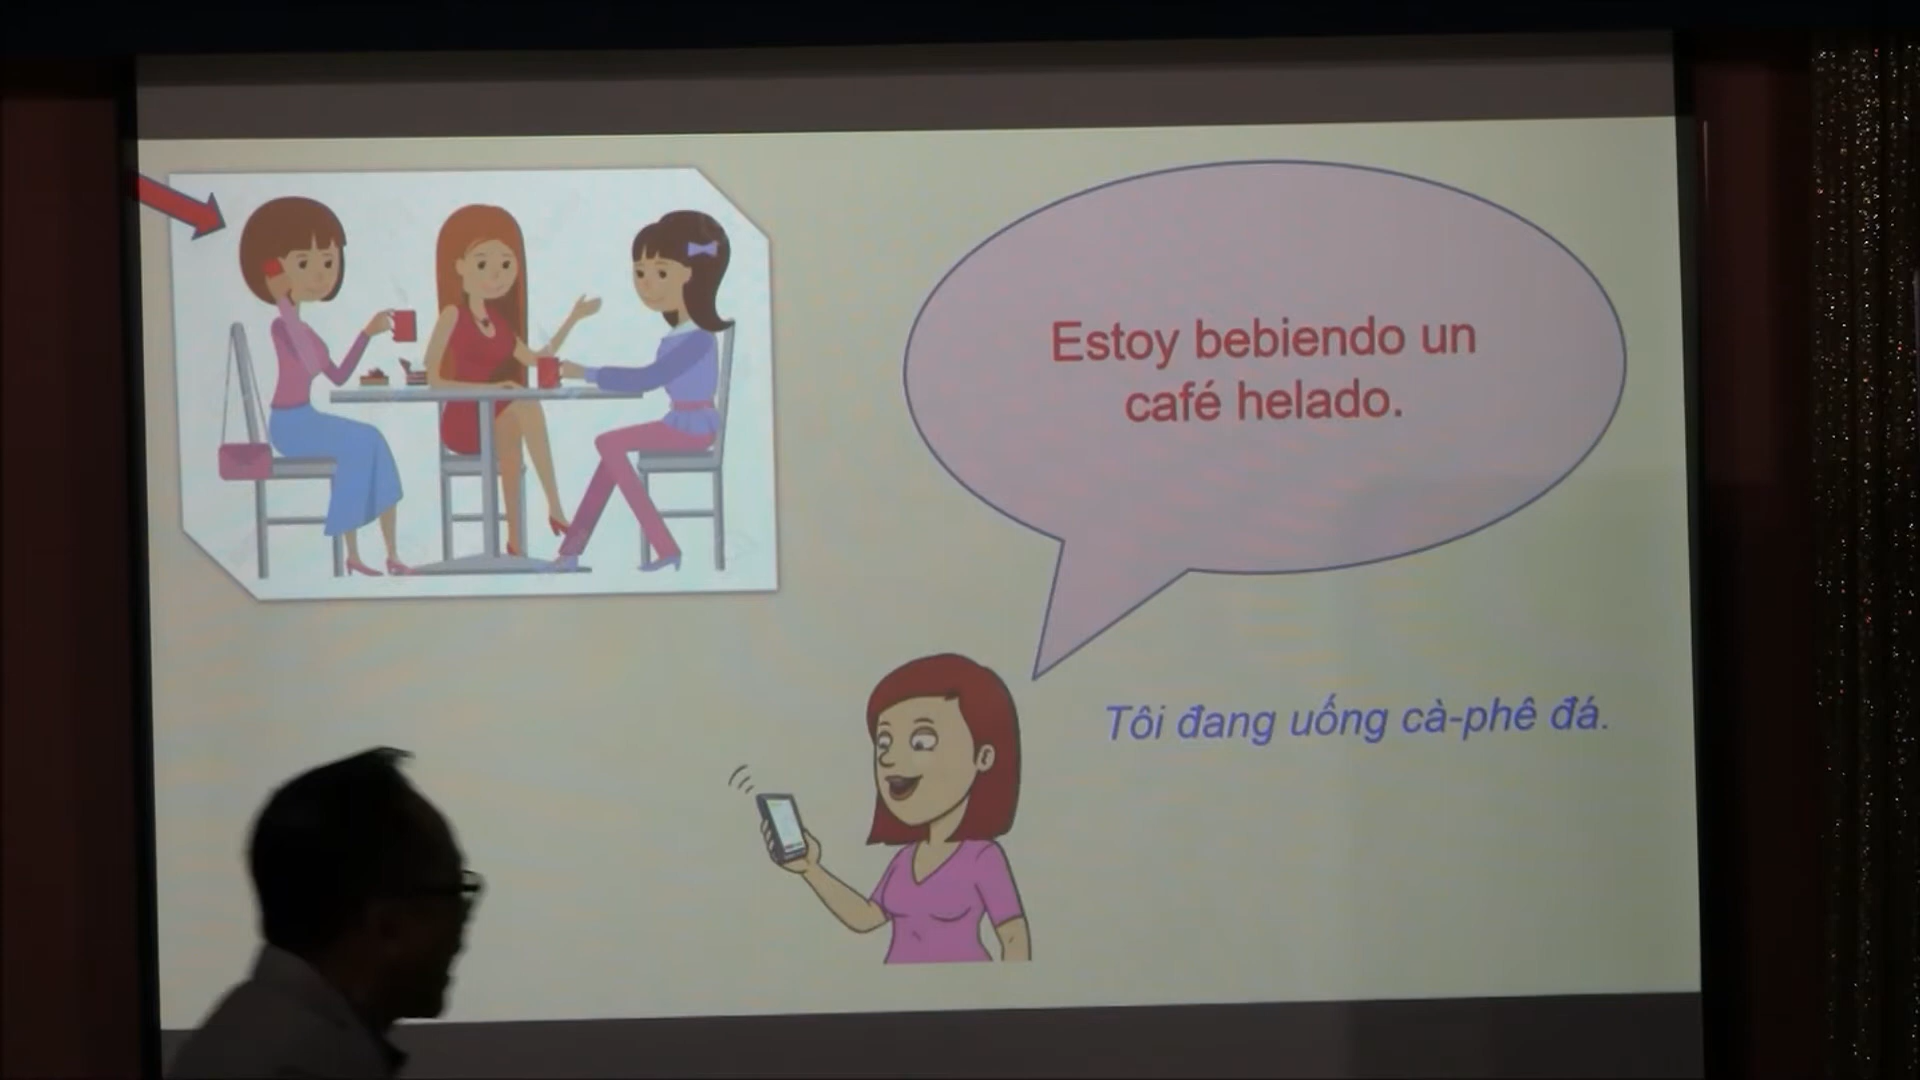 Estoy bebiendo un
café helado.
Tôi đang uống cà-phê đá.